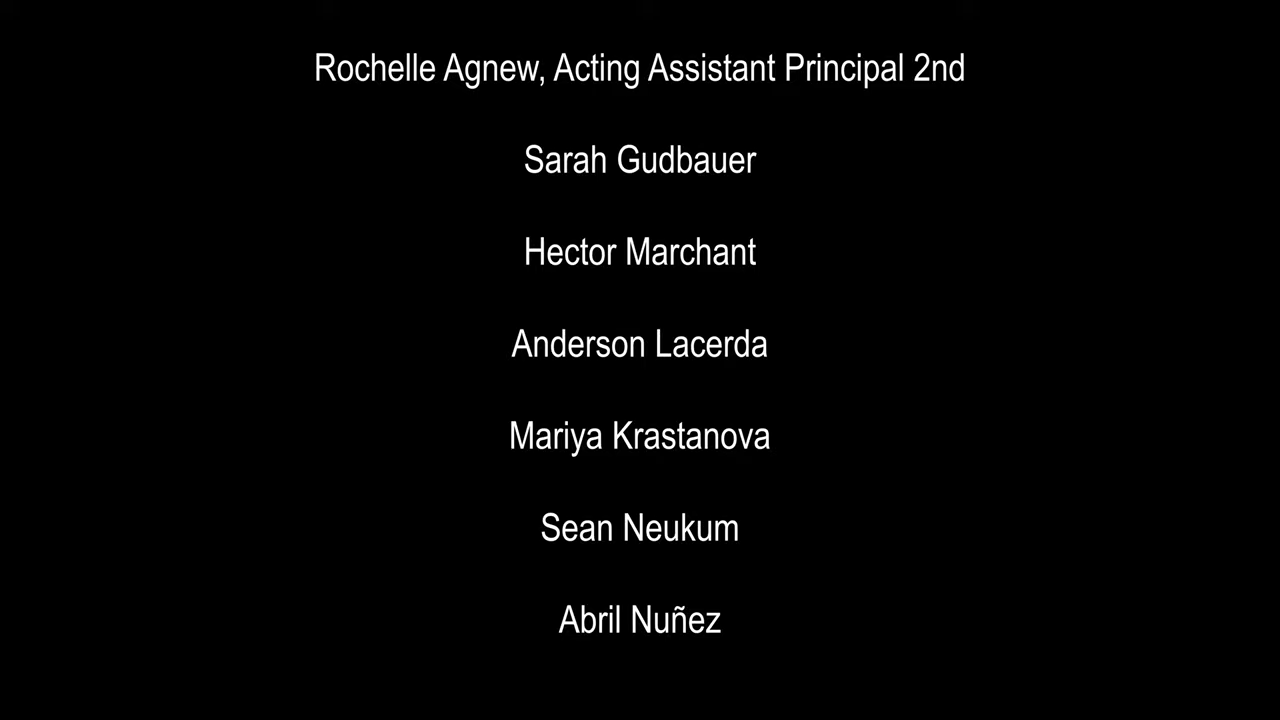 Rochelle Agnew, Acting Assistant Principal 2nd
Sarah Gudbauer
Hector Marchant
Anderson Lacerda
Mariya Krastanova
Sean Neukum
Abril Nuñez